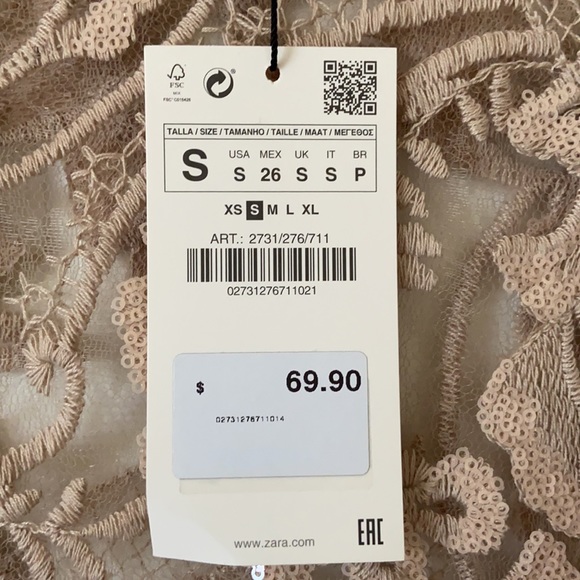 FSC
MIX
TALLA / SIZE / TAMANHO / TAILLE / MAAT / ΜΕΓΕΘΟΣ
S USA MEX UK IT BR
S 26 S S P
XS S M L XL
ART.: 2731/276/711
02731276711021
$ 69.90
02731276711014
www.zara.com
EAC